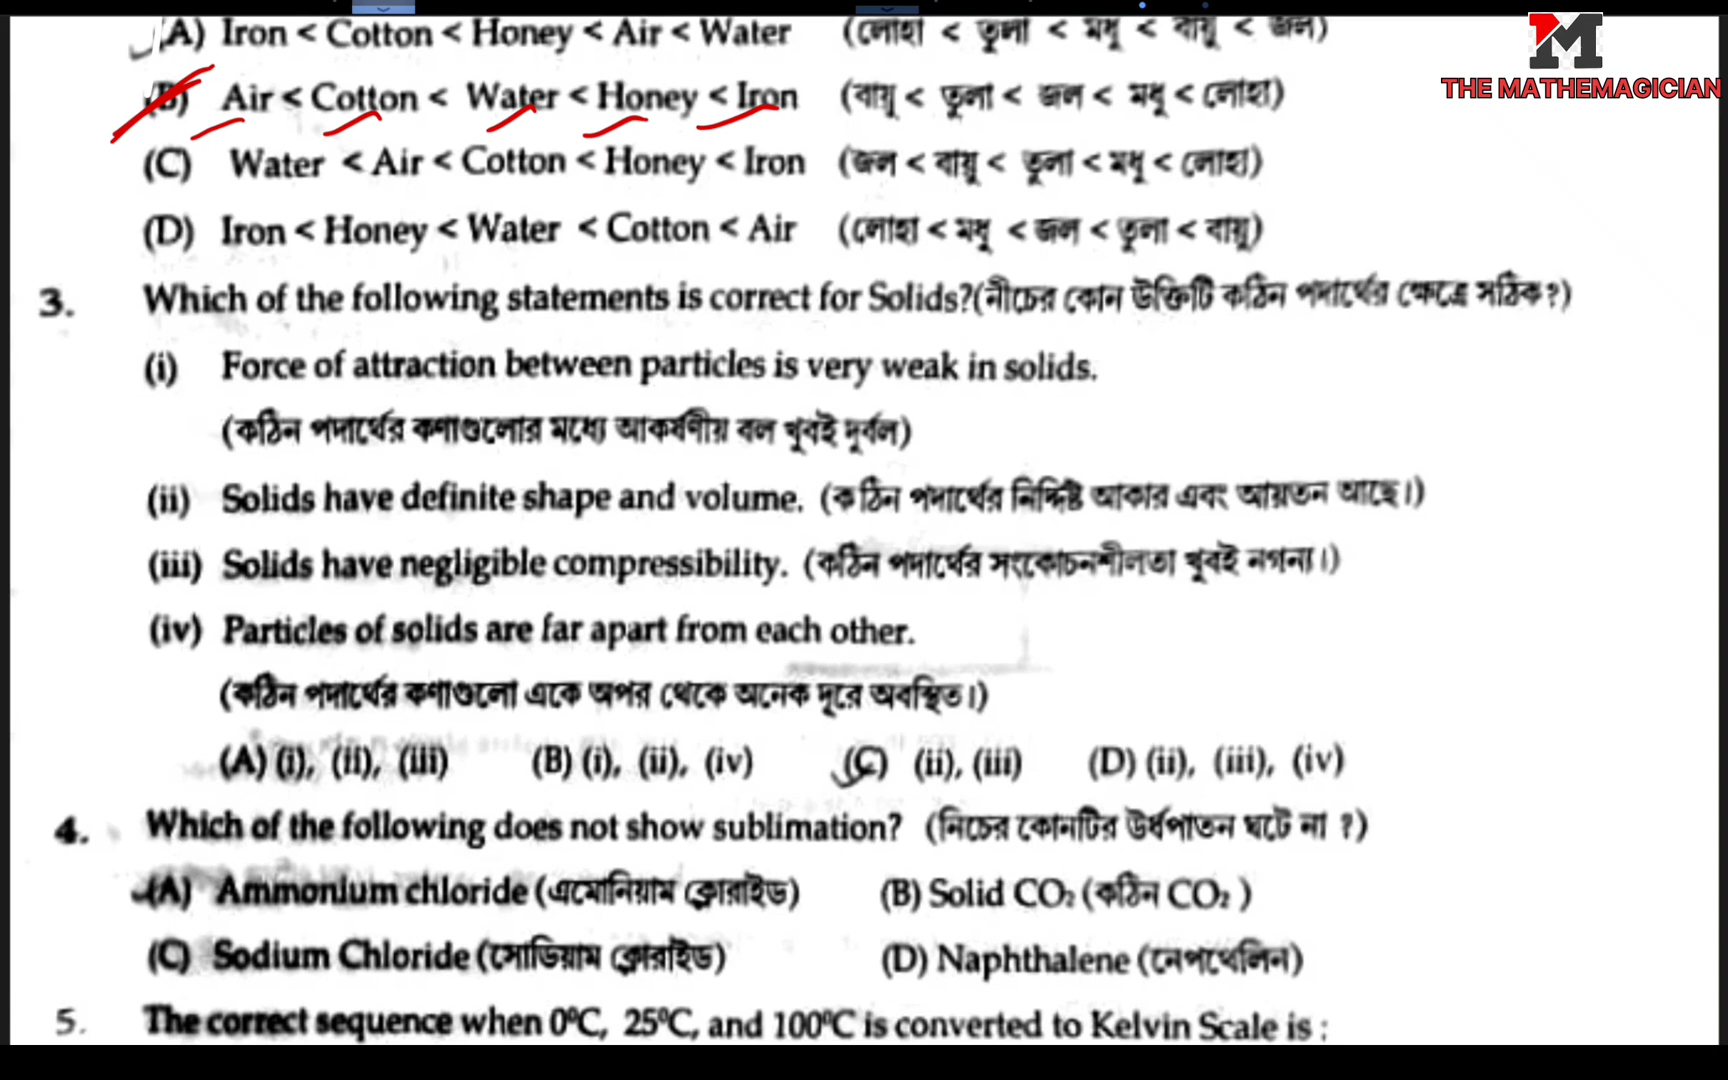 (A) Iron < Cotton < Honey < Air < Water (লোহা < তুলা < মধু < বায়ু < জল)
THE MATHEMAGICIAN
(B) Air < Cotton < Water < Honey < Iron (বায়ু < তুলা < জল < মধু < লোহা)
(C) Water < Air < Cotton < Honey < Iron (জল < বায়ু < তুলা < মধু < লোহা)
(D) Iron < Honey < Water < Cotton < Air (লোহা < মধু < জল < তুলা < বায়ু)
3. Which of the following statements is correct for Solids?(নীচের কোন উক্তিটি কঠিন পদার্থের ক্ষেত্রে সঠিক?)
(i) Force of attraction between particles is very weak in solids.
(কঠিন পদার্থের কণাগুলোর মধ্যে আকর্ষণীয় বল খুবই দুর্বল)
(ii) Solids have definite shape and volume. (কঠিন পদার্থের নির্দিষ্ট আকার এবং আয়তন আছে।)
(iii) Solids have negligible compressibility. (কঠিন পদার্থের সংকোচনশীলতা খুবই নগন্য।)
(iv) Particles of solids are far apart from each other.
(কঠিন পদার্থের কণাগুলো একে অপর থেকে অনেক দূরে অবস্থিত।)
(A) (i), (ii), (iii) (B) (i), (ii), (iv) (C) (ii), (iii) (D) (ii), (iii), (iv)
4. Which of the following does not show sublimation? (নিচের কোনটির উর্ধপাতন ঘটে না ?)
(A) Ammonium chloride (এমোনিয়াম ক্লোরাইড) (B) Solid CO₂ (কঠিন CO₂ )
(C) Sodium Chloride (সোডিয়াম ক্লোরাইড) (D) Naphthalene (নেপথেলিন)
5. The correct sequence when 0⁰C, 25⁰C, and 100⁰C is converted to Kelvin Scale is :